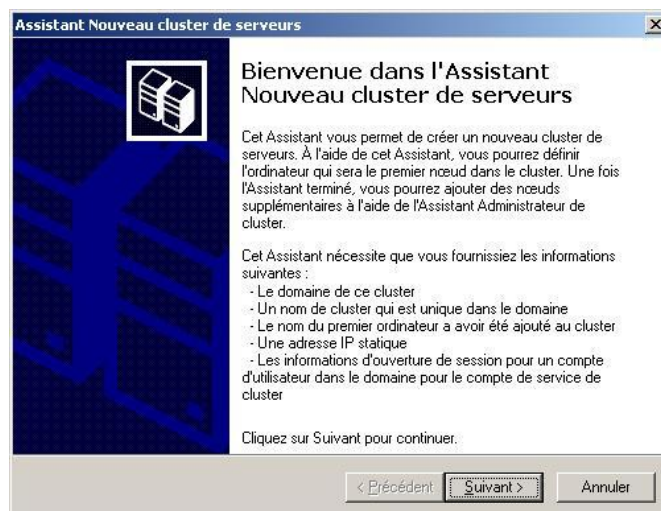 Assistant Nouveau cluster de serveurs
Bienvenue dans l'Assistant
Nouveau cluster de serveurs
Cet Assistant vous permet de créer un nouveau cluster de
serveurs. À l'aide de cet Assistant, vous pourrez définir
l'ordinateur qui sera le premier nœud dans le cluster. Une fois
l'Assistant terminé, vous pourrez ajouter des nœuds
supplémentaires à l'aide de l'Assistant Administrateur de
cluster.
Cet Assistant nécessite que vous fournissiez les informations
suivantes :
- Le domaine de ce cluster
- Un nom de cluster qui est unique dans le domaine
- Le nom du premier ordinateur a avoir été ajouté au cluster
- Une adresse IP statique
- Les informations d'ouverture de session pour un compte
d'utilisateur dans le domaine pour le compte de service de
cluster
Cliquez sur Suivant pour continuer.
< Précédent
Suivant >
Annuler